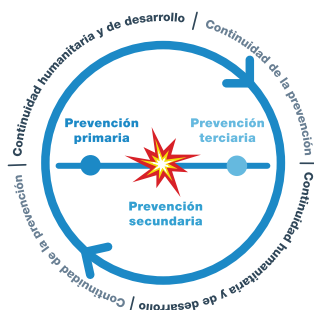 Continuidad humanitaria y de desarrollo |
Continuidad de la prevención |
Continuidad humanitaria y de desarrollo |
Continuidad de la prevención |
Prevención
primaria
Prevención
terciaria
Prevención
secundaria